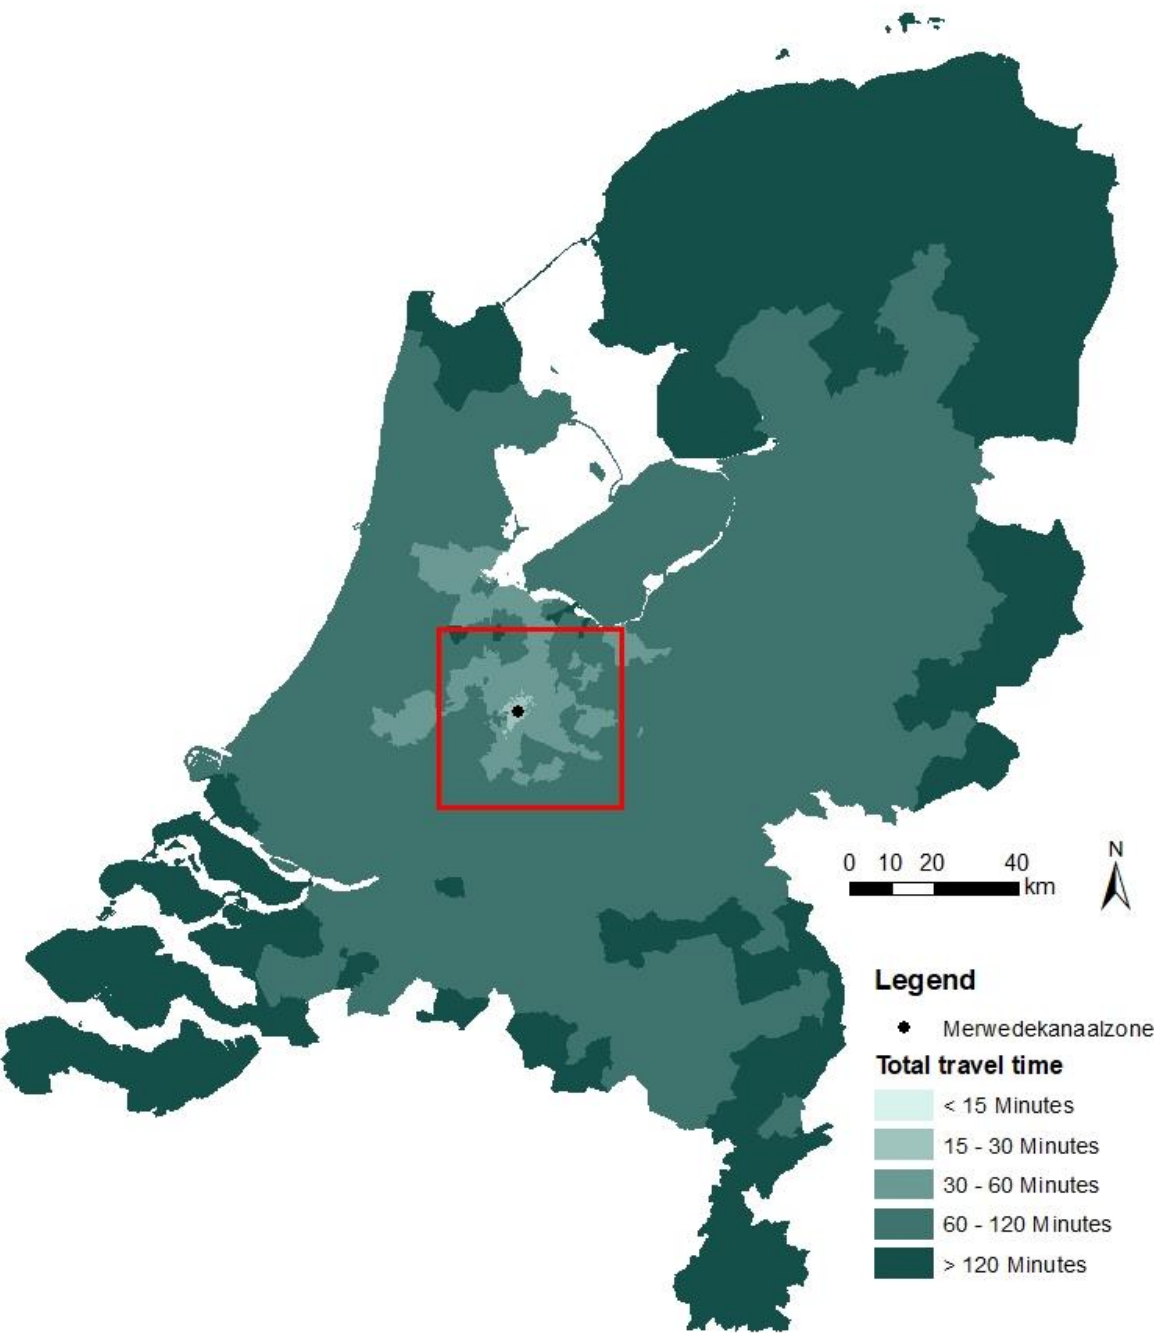 0 10 20 40
km
N
Legend
Merwedekanaalzone
Total travel time
< 15 Minutes
15 - 30 Minutes
30 - 60 Minutes
60 - 120 Minutes
> 120 Minutes